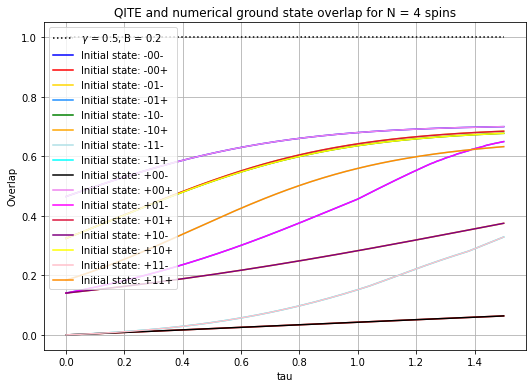 QITE and numerical ground state overlap for N = 4 spins
γ = 0.5, B = 0.2
Initial state: -00-
Initial state: -00+
Initial state: -01-
Initial state: -01+
Initial state: -10-
Initial state: -10+
Initial state: -11-
Initial state: -11+
Initial state: +00-
Initial state: +00+
Initial state: +01-
Initial state: +01+
Initial state: +10-
Initial state: +10+
Initial state: +11-
Initial state: +11+
Overlap
1.0
0.8
0.6
0.4
0.2
0.0
0.0 0.2 0.4 0.6 0.8 1.0 1.2 1.4
tau